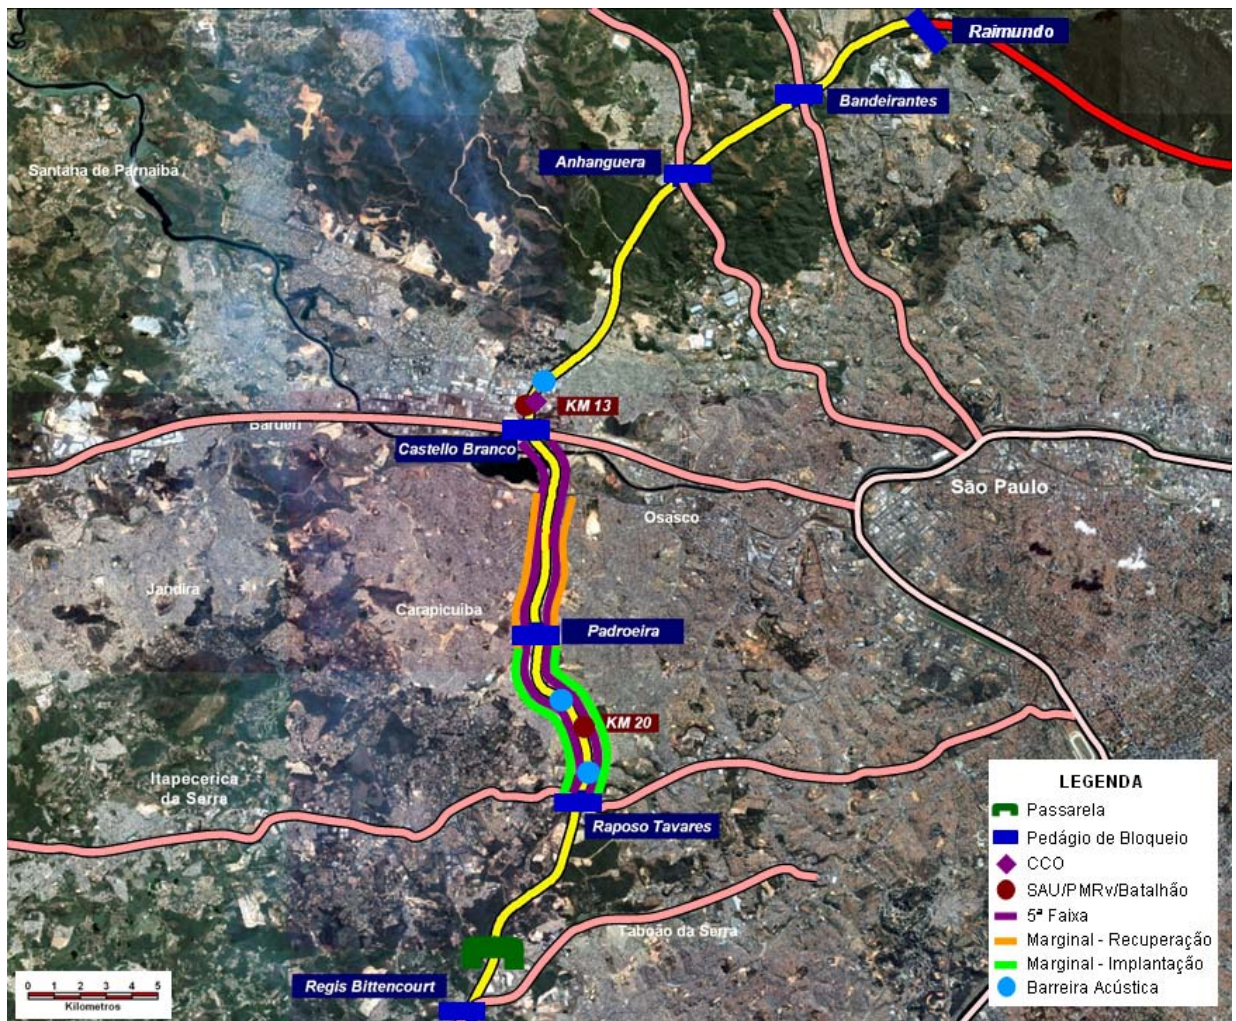 Raimundo
Bandeirantes
Anhanguera
Santana de Parnaiba
KM 13
Barueri
Castello Branco
São Paulo
Osasco
Jandira
Carapicuiba
Padroeira
KM 20
Itapecerica
da Serra
Raposo Tavares
Taboão da Serra
Regis Bittencourt
LEGENDA
Passarela
Pedágio de Bloqueio
CCO
SAU/PMRv/Batalhão
5ª Faixa
Marginal - Recuperação
Marginal - Implantação
Barreira Acústica
0 1 2 3 4 5
Kilometros